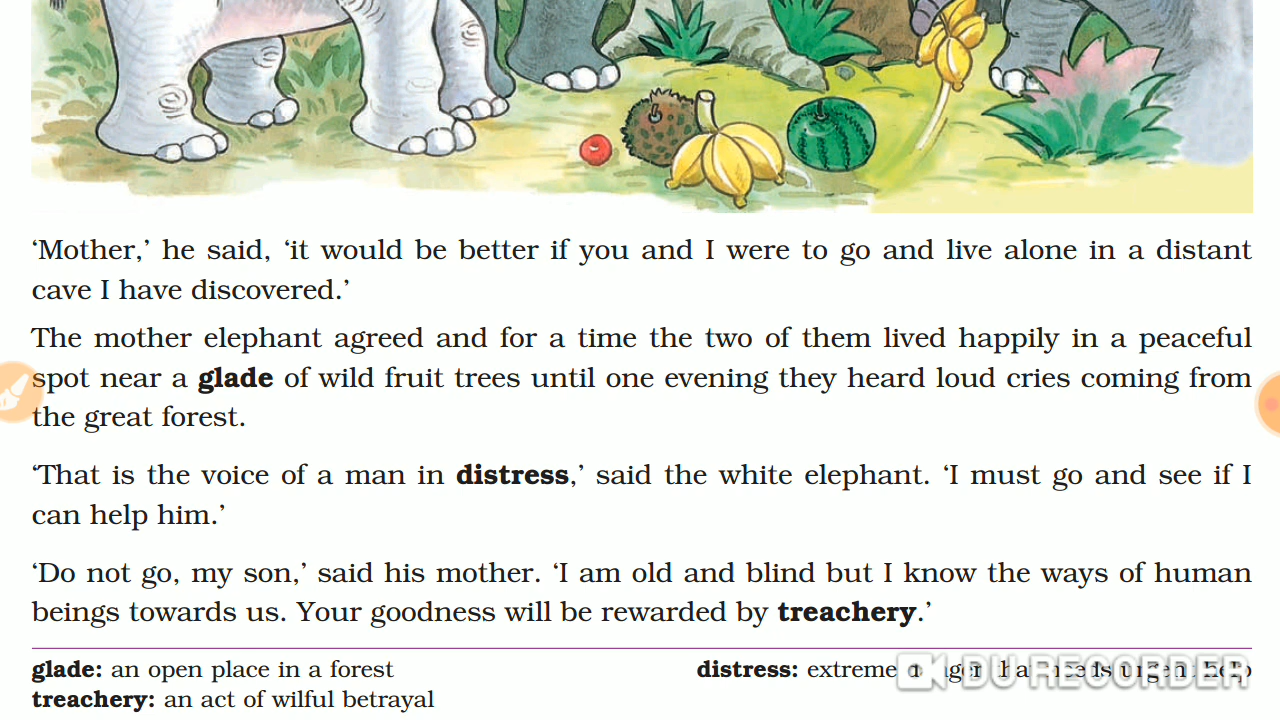 ‘Mother,’ he said, ‘it would be better if you and I were to go and live alone in a distant
cave I have discovered.’
The mother elephant agreed and for a time the two of them lived happily in a peaceful
spot near a glade of wild fruit trees until one evening they heard loud cries coming from
the great forest.
‘That is the voice of a man in distress,’ said the white elephant. ‘I must go and see if I
can help him.’
‘Do not go, my son,’ said his mother. ‘I am old and blind but I know the ways of human
beings towards us. Your goodness will be rewarded by treachery.’
glade: an open place in a forest
distress: extreme danger that needs urgent help
treachery: an act of wilful betrayal
DU RECORDER